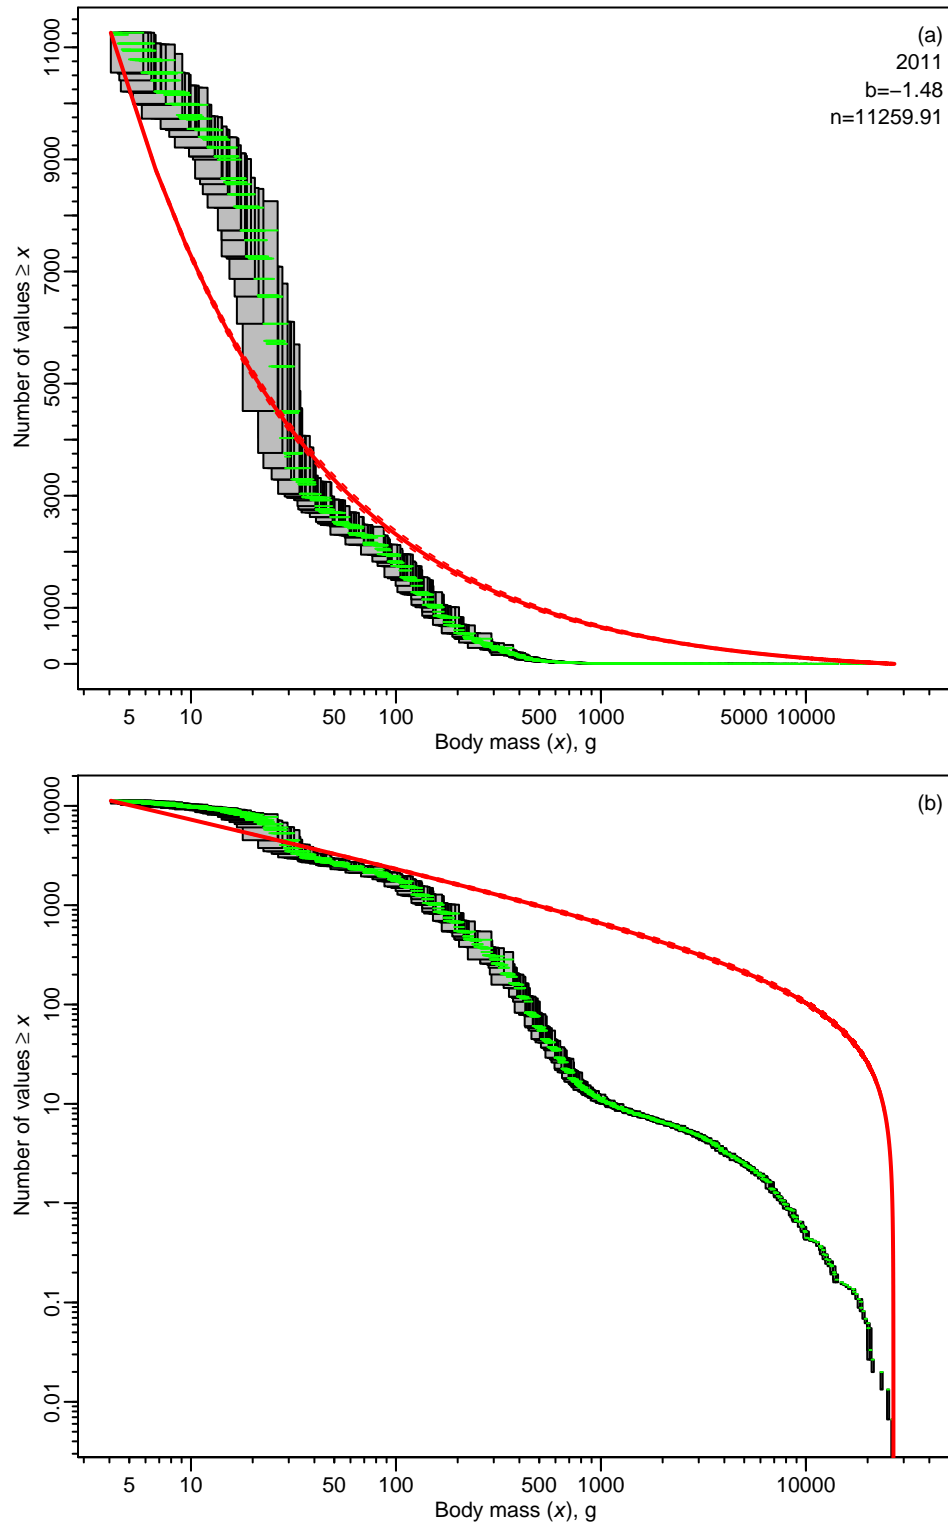 (a)
2011
b=−1.48
n=11259.91
Number of values ≥ x
11000
9000
7000
5000
3000
1000
0
5 10 50 100 500 1000 5000 10000
Body mass (x), g
(b)
Number of values ≥ x
10000
1000
100
10
1
0.1
0.01
5 10 50 100 500 1000 10000
Body mass (x), g